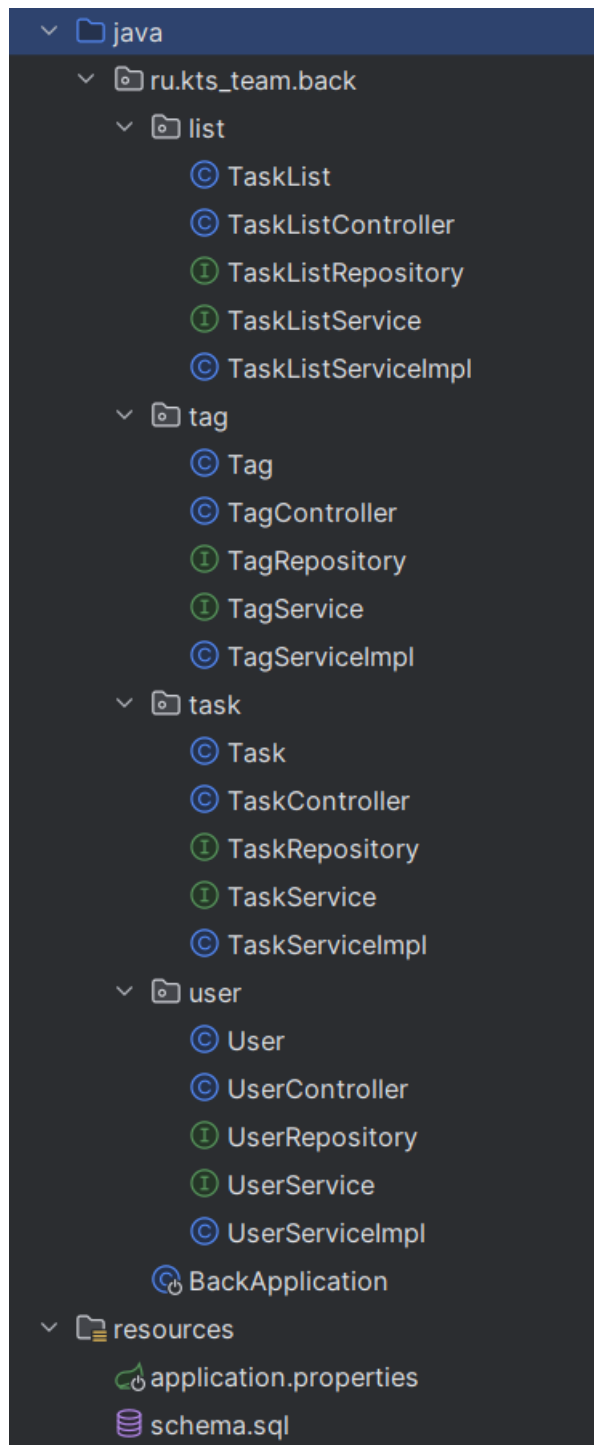 java
ru.kts_team.back
list
TaskList
TaskListController
TaskListRepository
TaskListService
TaskListServiceImpl
tag
Tag
TagController
TagRepository
TagService
TagServiceImpl
task
Task
TaskController
TaskRepository
TaskService
TaskServiceImpl
user
User
UserController
UserRepository
UserService
UserServiceImpl
BackApplication
resources
application.properties
schema.sql